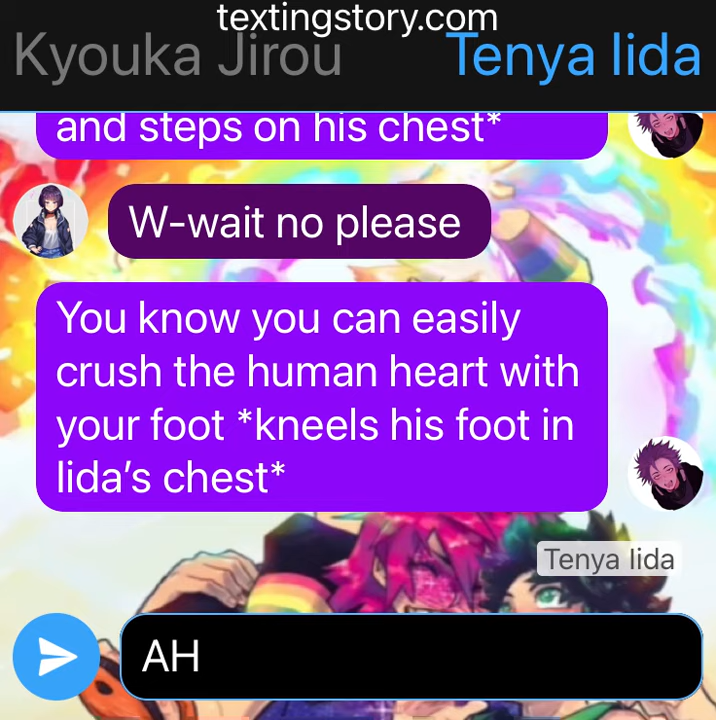 textingstory.com
Kyouka Jirou Tenya Iida
and steps on his chest*
W-wait no please
You know you can easily
crush the human heart with
your foot *kneels his foot in
Iida's chest*
Tenya Iida
AH